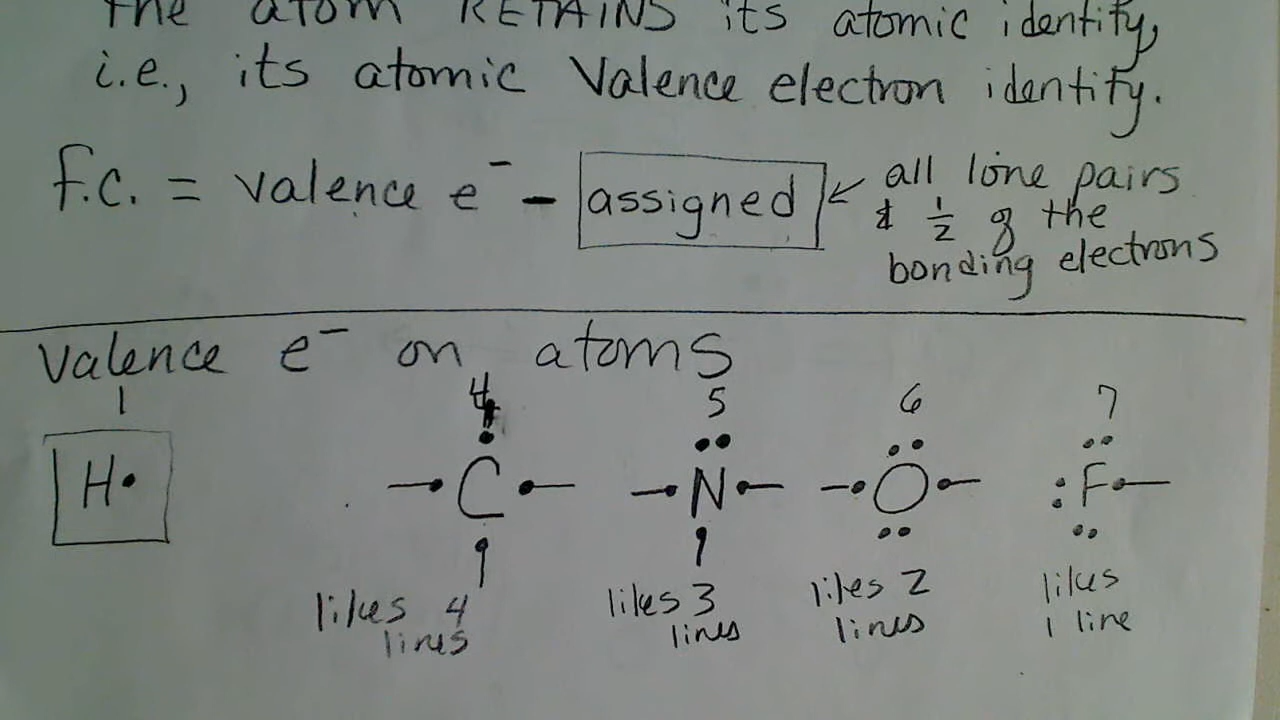 the atom RETAINS its atomic identity,
i.e., its atomic Valence electron identity.
f.c. = valence e⁻ - assigned ← all lone pairs
& 1/2 of the
bonding electrons
Valence e⁻ on atoms
1 4 5 6 7
H C N O F
likes 4 lines
likes 3 lines
likes 2 lines
likes 1 line